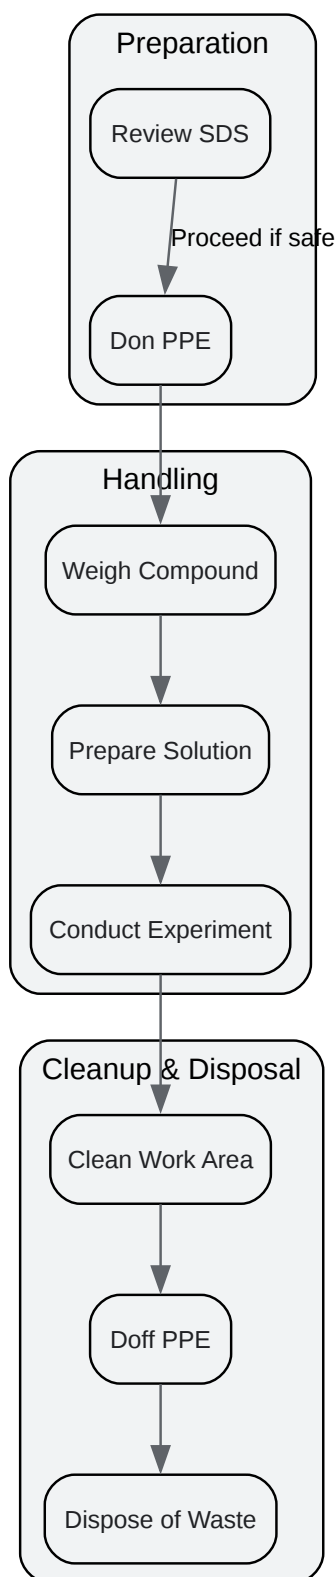 Preparation
Review SDS
Proceed if safe
Don PPE
Handling
Weigh Compound
Prepare Solution
Conduct Experiment
Cleanup & Disposal
Clean Work Area
Doff PPE
Dispose of Waste